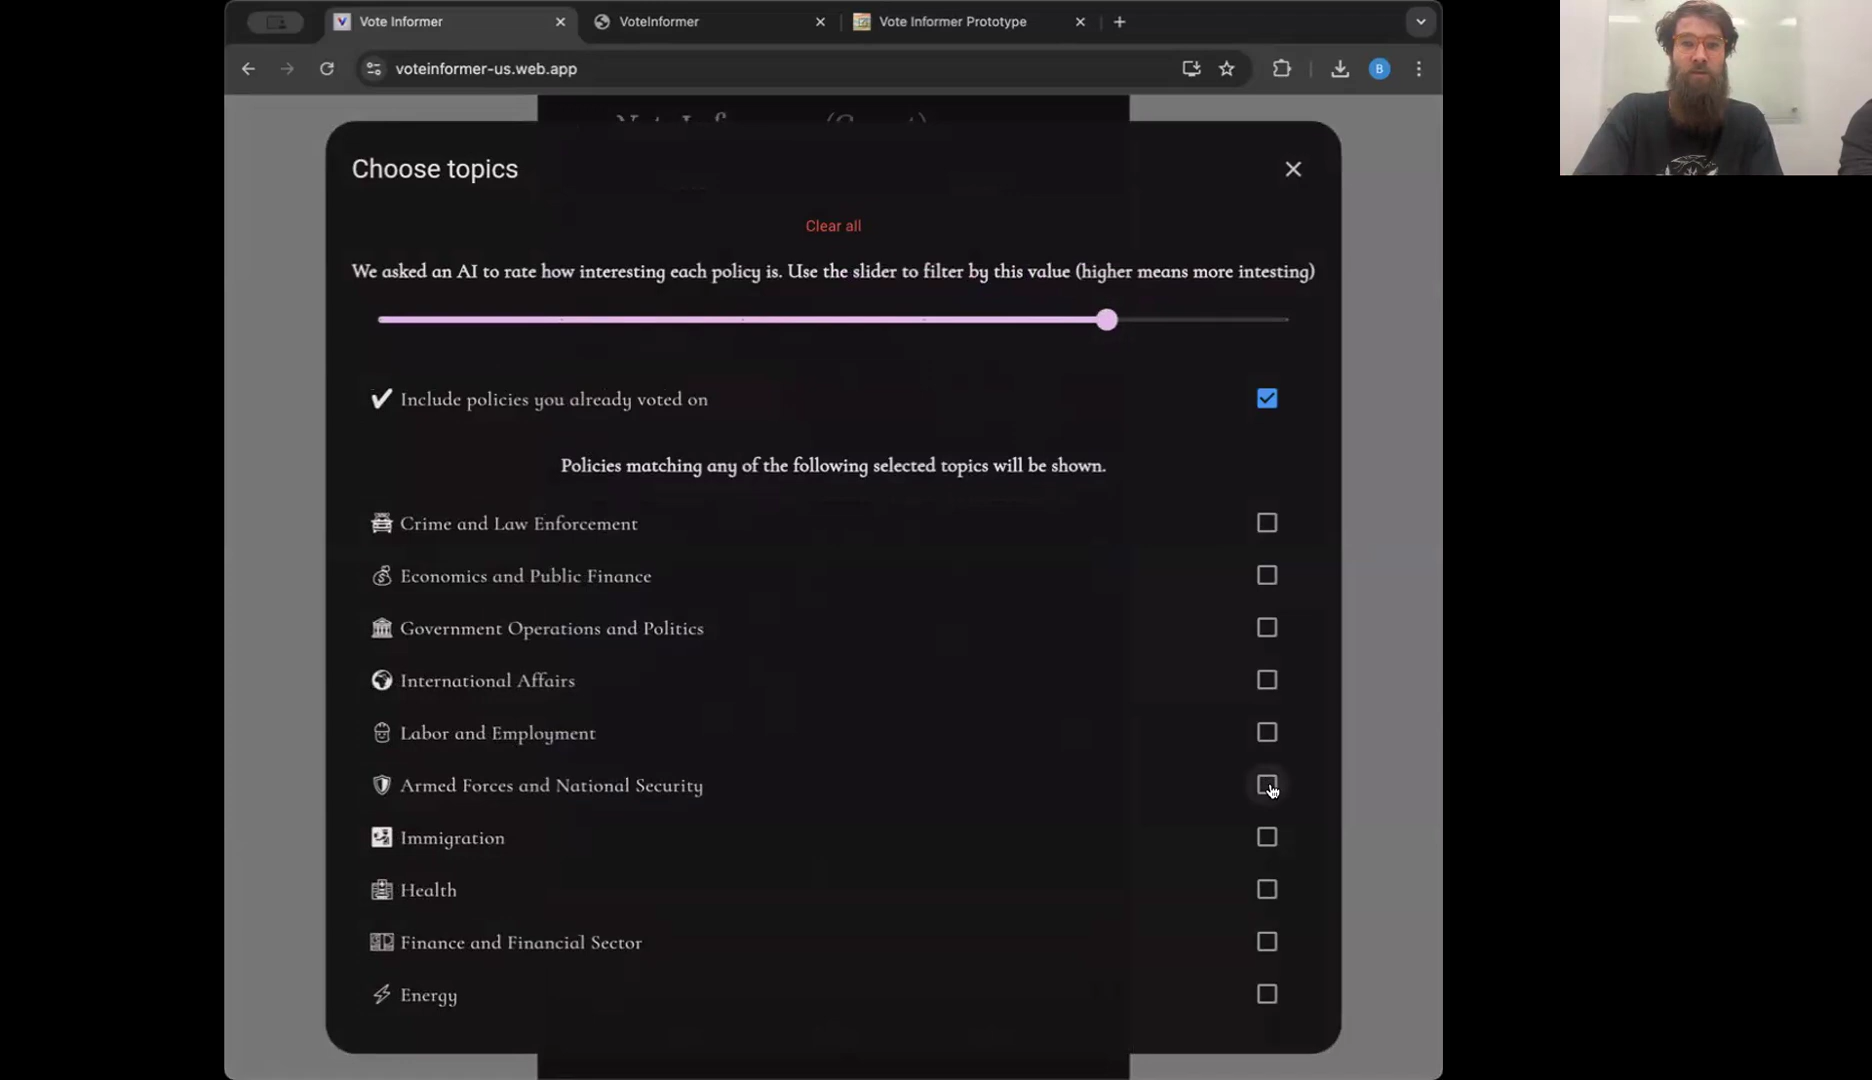 Vote Informer
VoteInformer
Vote Informer Prototype
voteinformer-us.web.app
B
Choose topics
Clear all
We asked an AI to rate how interesting each policy is. Use the slider to filter by this value (higher means more intesting)
Include policies you already voted on
Policies matching any of the following selected topics will be shown.
Crime and Law Enforcement
Economics and Public Finance
Government Operations and Politics
International Affairs
Labor and Employment
Armed Forces and National Security
Immigration
Health
Finance and Financial Sector
Energy